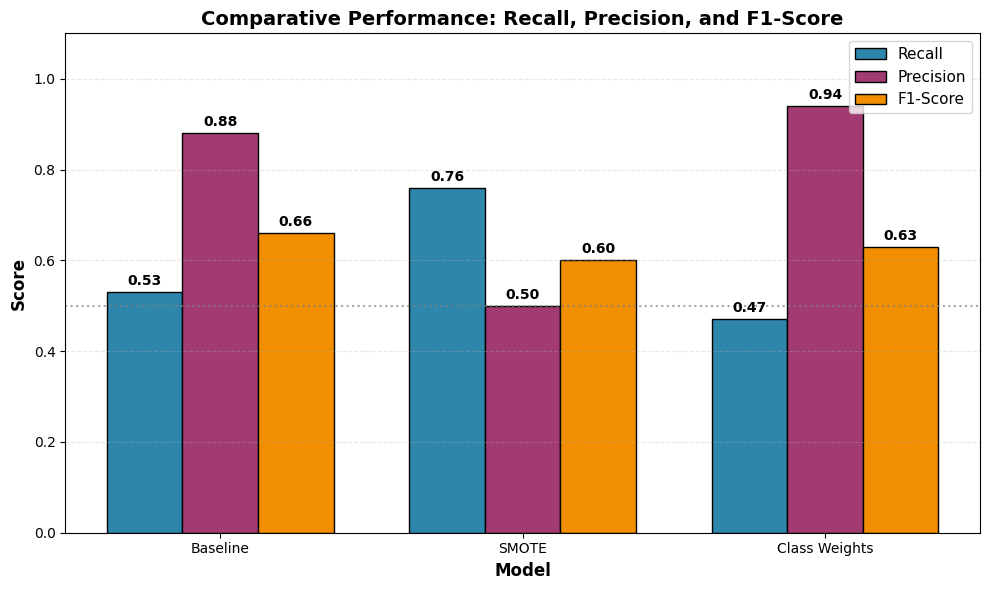 Comparative Performance: Recall, Precision, and F1-Score
Recall
Precision
F1-Score
Score
1.0
0.8
0.6
0.4
0.2
0.0
0.53
0.88
0.66
0.76
0.50
0.60
0.47
0.94
0.63
Baseline
SMOTE
Class Weights
Model